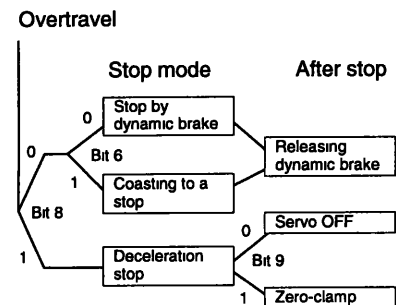 Overtravel
Stop mode
After stop
0
Stop by
dynamic brake
Releasing
dynamic brake
0
Bit 6
1
Coasting to a
stop
Bit 8
0
Servo OFF
1
Deceleration
stop
Bit 9
1
Zero-clamp